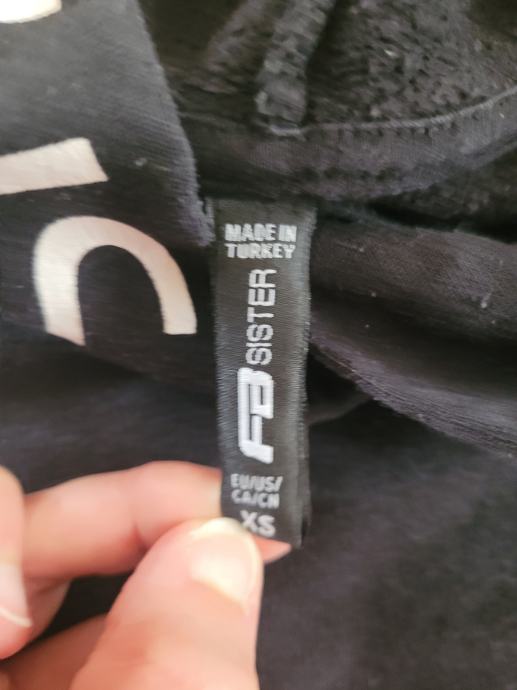 MADE IN
TURKEY
FB SISTER
EU/US/
CA/CN
XS